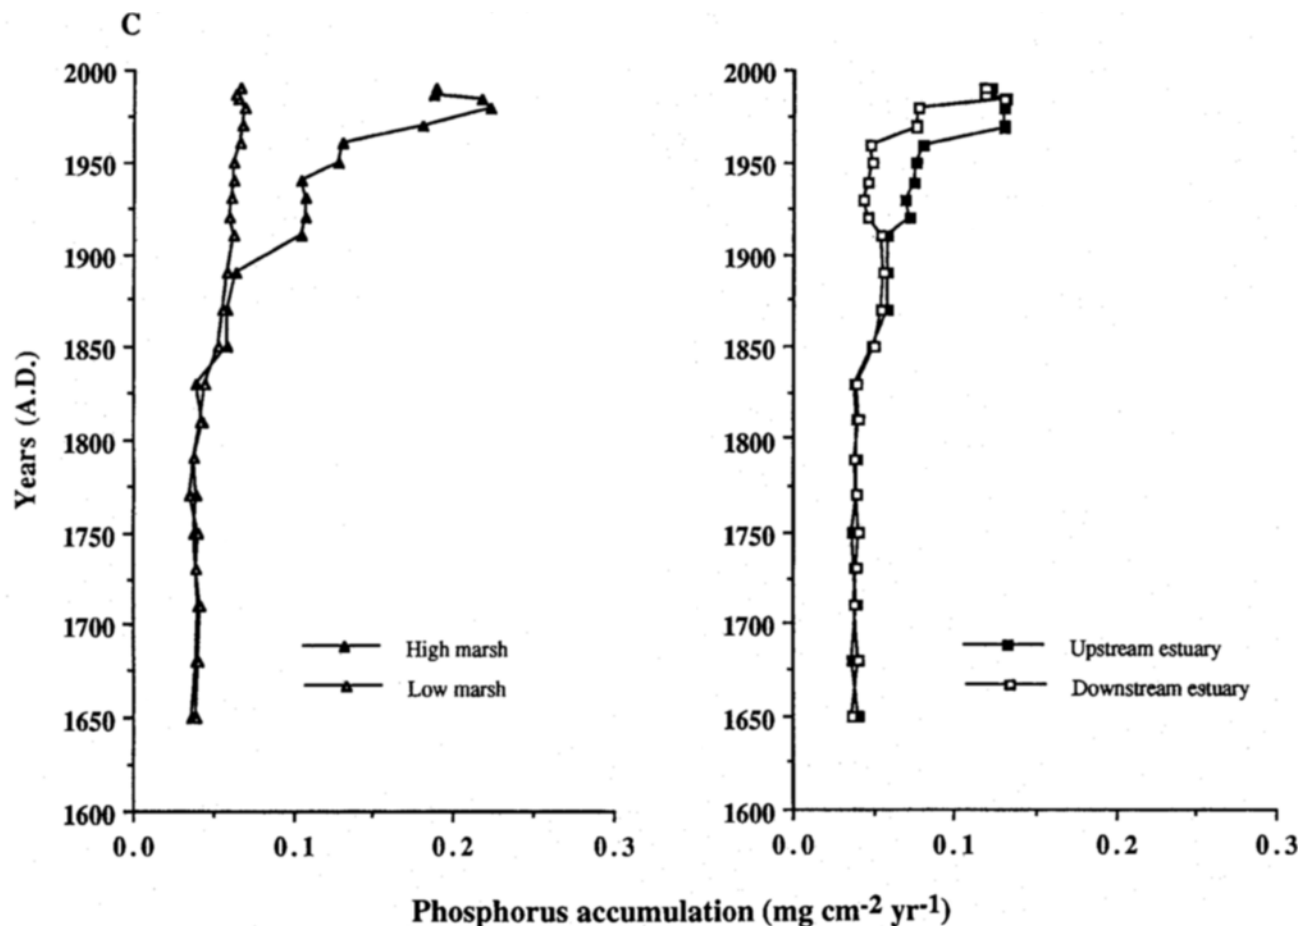 C
2000
1950
1900
1850
1800
1750
1700
1650
1600
Years (A.D.)
High marsh
Low marsh
0.0 0.1 0.2 0.3
2000
1950
1900
1850
1800
1750
1700
1650
1600
Upstream estuary
Downstream estuary
0.0 0.1 0.2 0.3
Phosphorus accumulation (mg cm-2 yr-1)